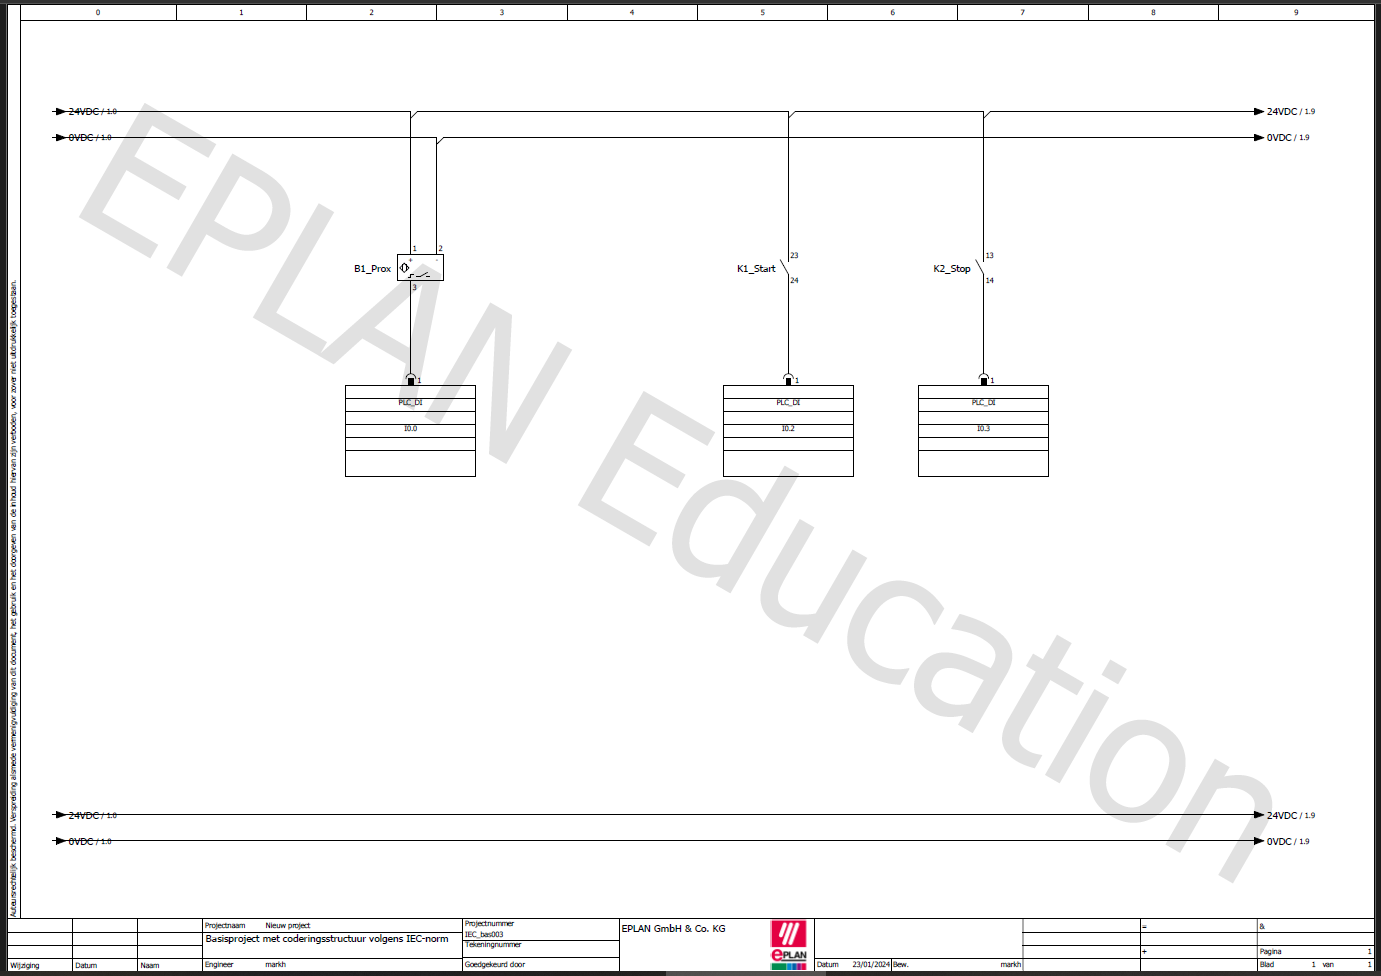 0 1 2 3 4 5 6 7 8 9
24VDC / 1.0
24VDC / 1.9
0VDC / 1.0
0VDC / 1.9
EPLAN Education
1 2
B1_Prox
+ -
3
23
K1_Start
24
13
K2_Stop
14
1
PLC_DI
I0.0
1
PLC_DI
I0.2
1
PLC_DI
I0.3
24VDC / 1.0
24VDC / 1.9
0VDC / 1.0
0VDC / 1.9
Auteursrechtelijk beschermd. Verspreiding alsmede vermenigvuldiging van dit document, het gebruik en het doorgeven van de inhoud hiervan zijn verboden, voor zover niet uitdrukkelijk toegestaan.
Wijziging Datum Naam
Projectnaam Nieuw project
Basisproject met coderingsstructuur volgens IEC-norm
Engineer markh
Projectnummer
IEC_bas003
Tekeningnummer
Goedgekeurd door
EPLAN GmbH & Co. KG
ePLAN
Datum 23/01/2024 Bew. markh
= &
+
Pagina 1
Blad 1 van 1